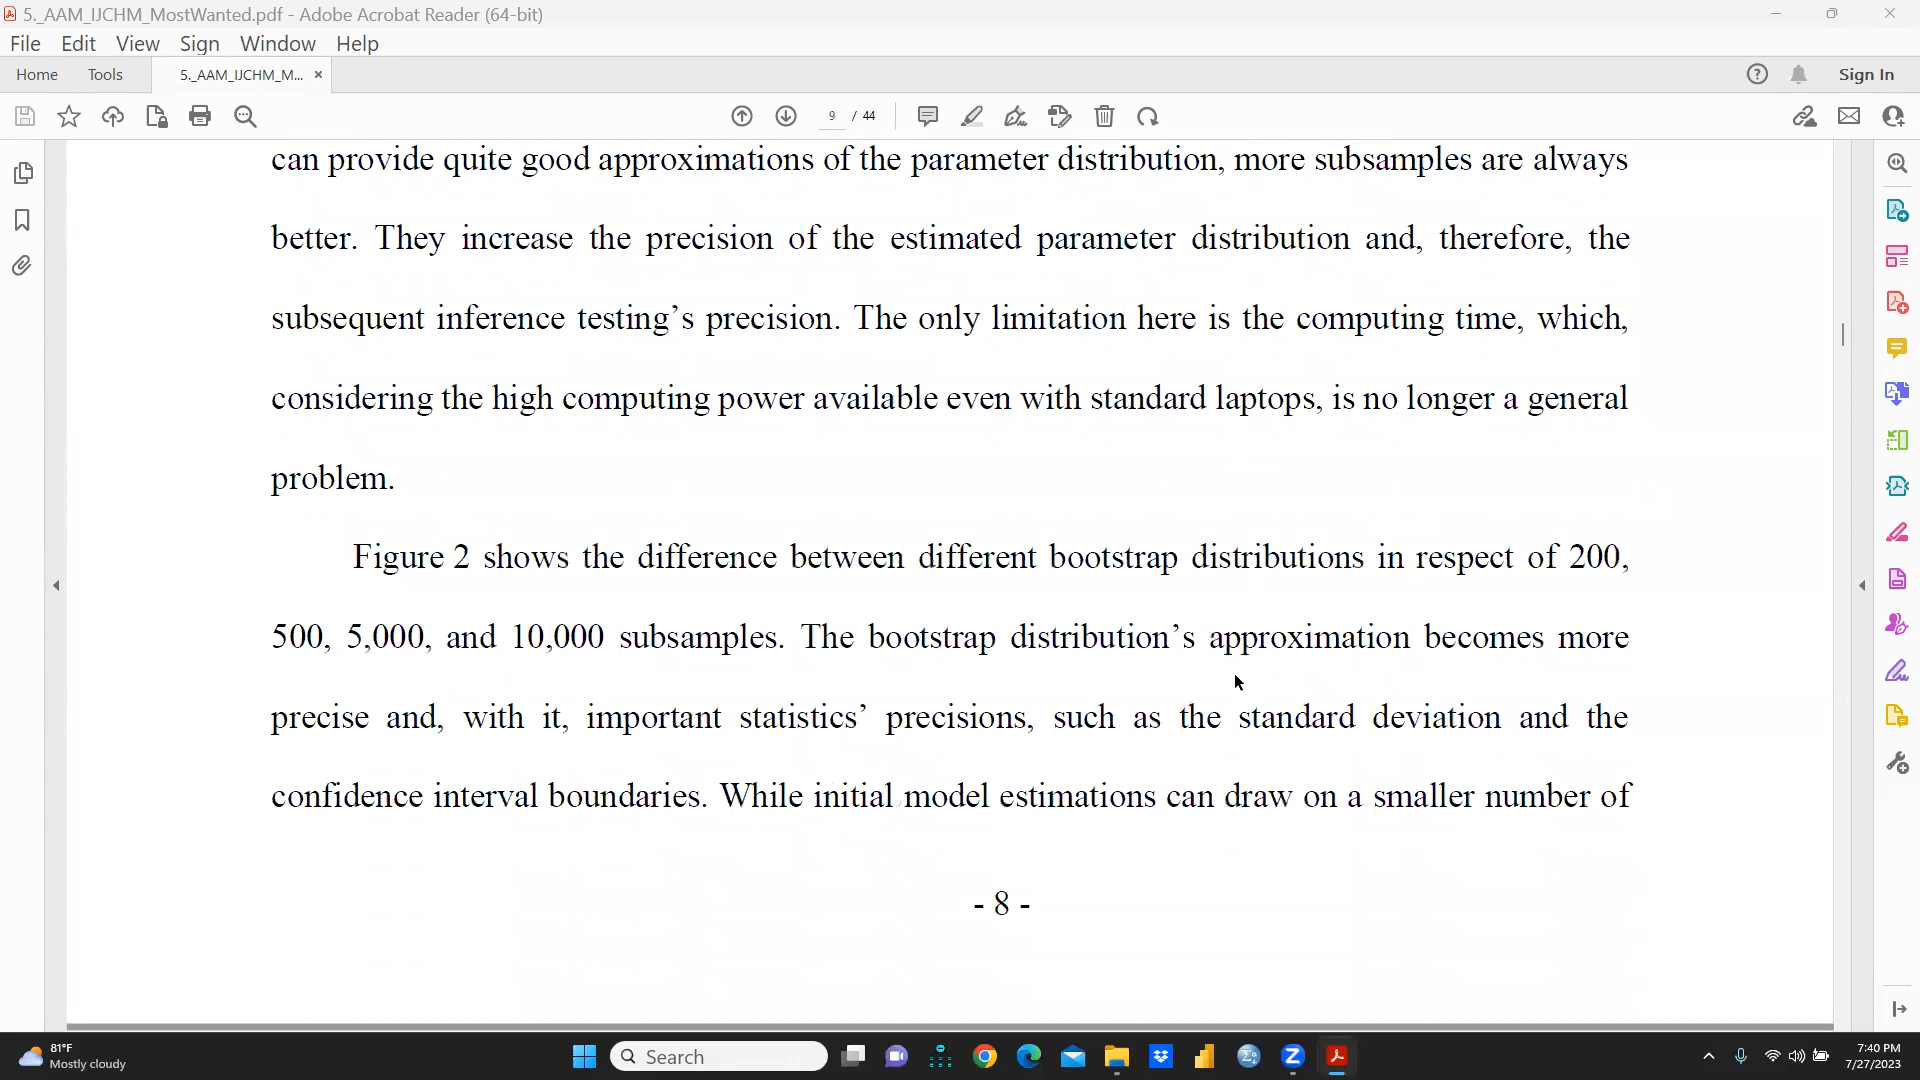 5._AAM_IJCHM_MostWanted.pdf - Adobe Acrobat Reader (64-bit)
File Edit View Sign Window Help
Home Tools 5._AAM_IJCHM_M... × Sign In
9 / 44
can provide quite good approximations of the parameter distribution, more subsamples are always
better. They increase the precision of the estimated parameter distribution and, therefore, the
subsequent inference testing’s precision. The only limitation here is the computing time, which,
considering the high computing power available even with standard laptops, is no longer a general
problem.
Figure 2 shows the difference between different bootstrap distributions in respect of 200,
500, 5,000, and 10,000 subsamples. The bootstrap distribution’s approximation becomes more
precise and, with it, important statistics’ precisions, such as the standard deviation and the
confidence interval boundaries. While initial model estimations can draw on a smaller number of
- 8 -
81°F
Mostly cloudy
Search
7:40 PM
7/27/2023